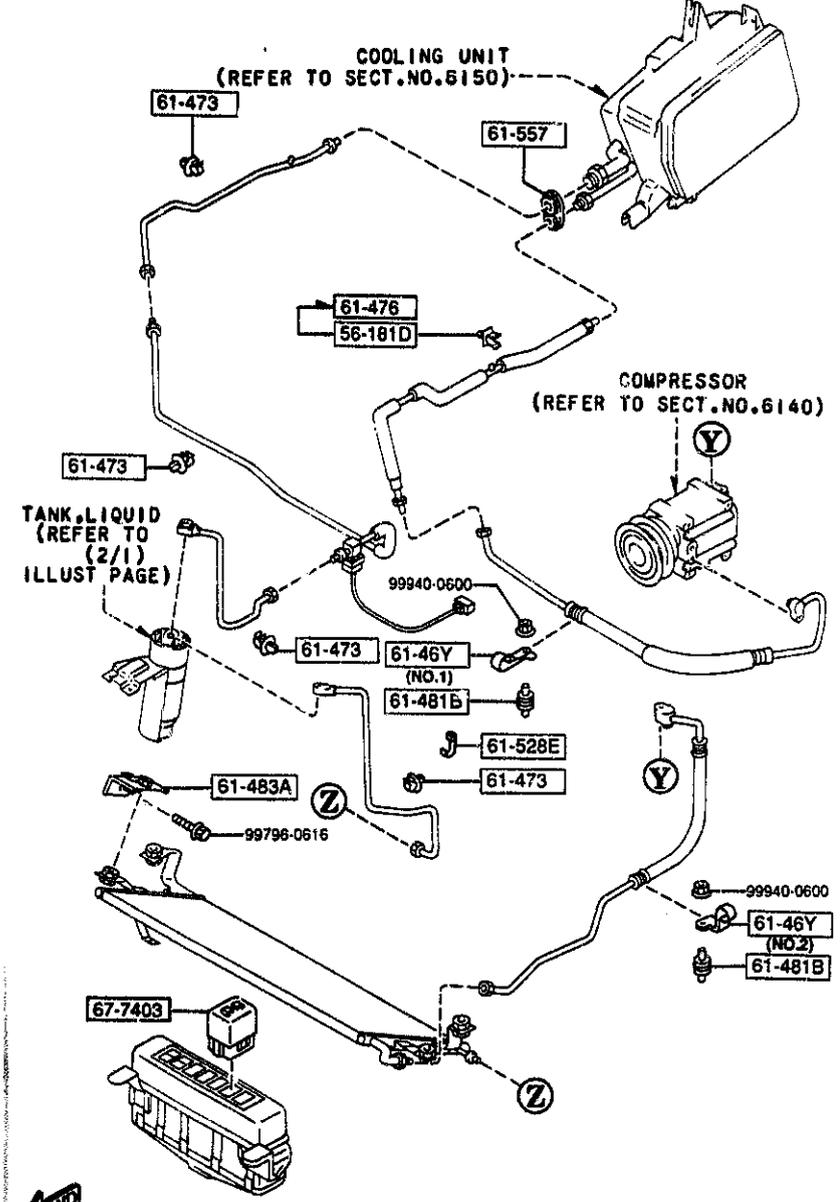 COOLING UNIT
(REFER TO SECT.NO.6150)
61-473
61-557
61-476
56-181D
COMPRESSOR
(REFER TO SECT.NO.6140)
Y
61-473
TANK,LIQUID
(REFER TO
(2/1)
ILLUST PAGE)
99940-0600
61-473
61-46Y
(NO.1)
61-481B
61-528E
61-473
Y
61-483A
Z
99796-0616
99940-0600
61-46Y
(NO.2)
61-481B
67-7403
Z